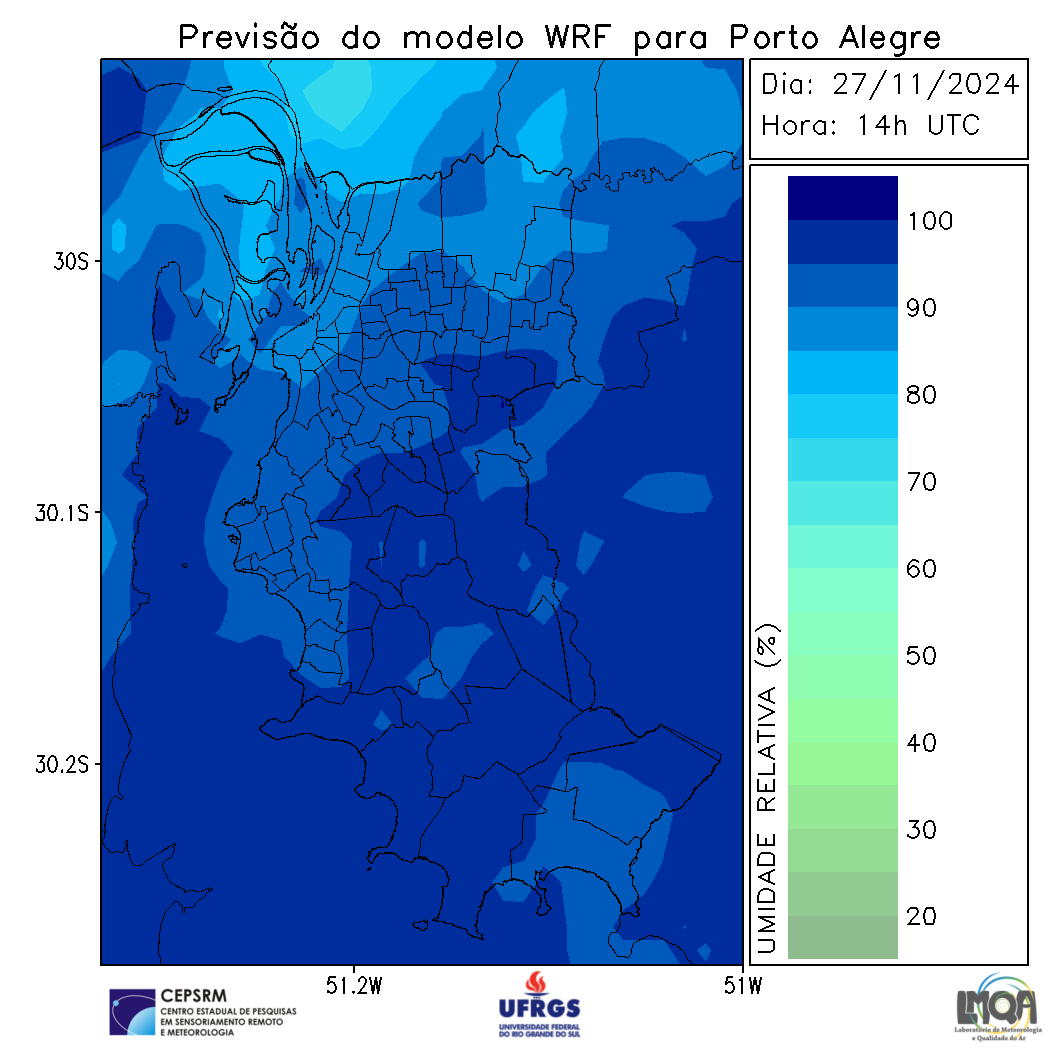 Previsão do modelo WRF para Porto Alegre
Dia: 27/11/2024
Hora: 14h UTC
30S
30.1S
30.2S
51.2W
51W
UMIDADE RELATIVA (%)
100
90
80
70
60
50
40
30
20
CEPSRM
CENTRO ESTADUAL DE PESQUISAS
EM SENSORIAMENTO REMOTO
E METEOROLOGIA
UFRGS
UNIVERSIDADE FEDERAL
DO RIO GRANDE DO SUL
LMQA
Laboratório de Meteorologia
e Qualidade do Ar